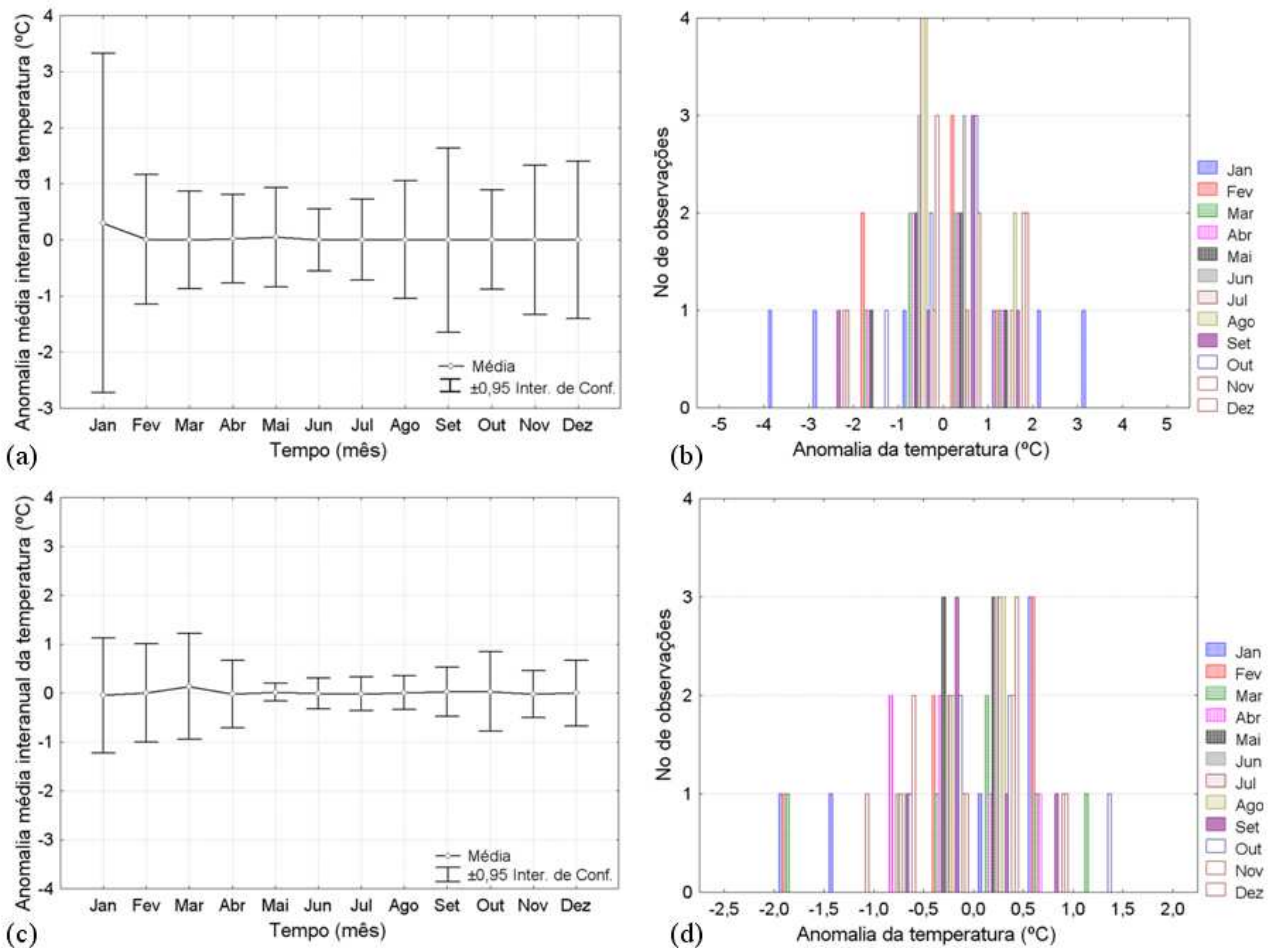 Anomalia média interanual da temperatura (ºC)
4
3
2
1
0
-1
-2
-3
Média
±0,95 Inter. de Conf.
Jan Fev Mar Abr Mai Jun Jul Ago Set Out Nov Dez
Tempo (mês)
(a)
No de observações
4
3
2
1
0
-5 -4 -3 -2 -1 0 1 2 3 4 5
Anomalia da temperatura (ºC)
(b)
Jan
Fev
Mar
Abr
Mai
Jun
Jul
Ago
Set
Out
Nov
Dez
Anomalia média interanual da temperatura (ºC)
4
3
2
1
0
-1
-2
-3
-4
Média
±0,95 Inter. de Conf.
Jan Fev Mar Abr Mai Jun Jul Ago Set Out Nov Dez
Tempo (mês)
(c)
No de observações
4
3
2
1
0
-2,5 -2,0 -1,5 -1,0 -0,5 0,0 0,5 1,0 1,5 2,0
Anomalia da temperatura (ºC)
(d)
Jan
Fev
Mar
Abr
Mai
Jun
Jul
Ago
Set
Out
Nov
Dez